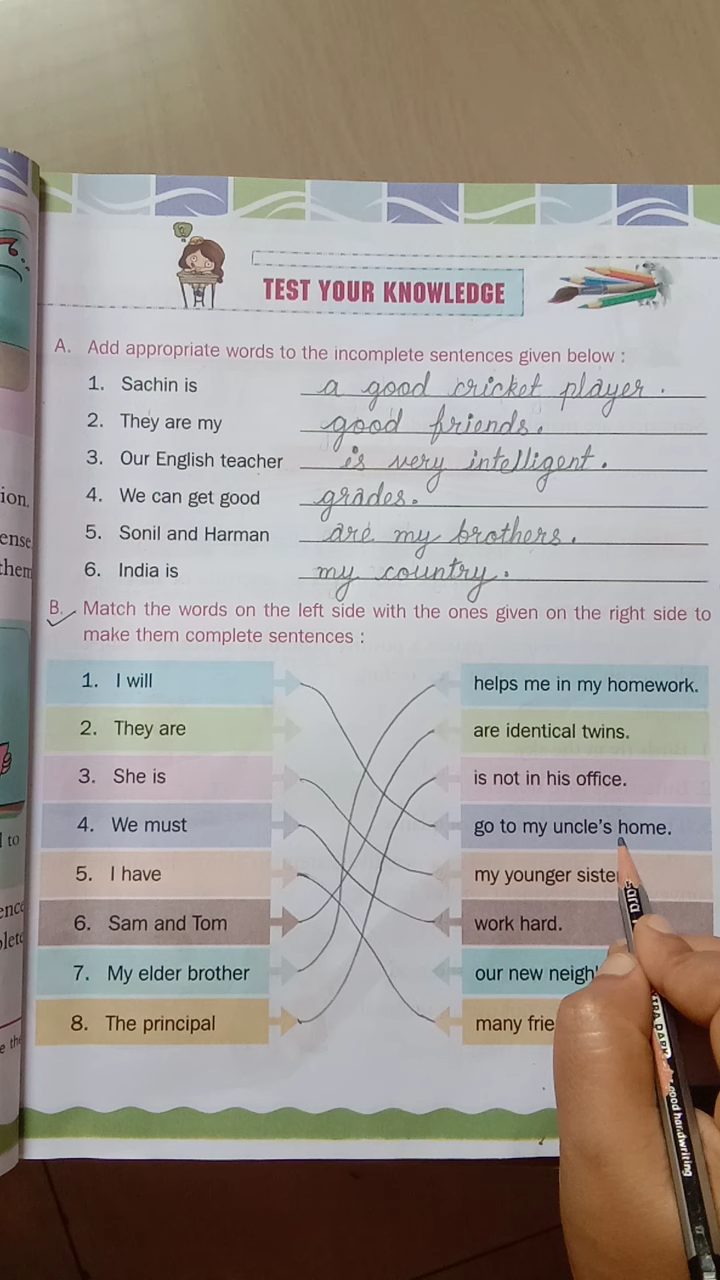 TEST YOUR KNOWLEDGE
A. Add appropriate words to the incomplete sentences given below :
1. Sachin is a good cricket player.
2. They are my good friends.
3. Our English teacher is very intelligent.
4. We can get good grades.
5. Sonil and Harman are my brothers.
6. India is my country.
B. Match the words on the left side with the ones given on the right side to
make them complete sentences :
1. I will helps me in my homework.
2. They are are identical twins.
3. She is is not in his office.
4. We must go to my uncle's home.
5. I have my younger
6. Sam and Tom work hard.
7. My elder brother our new
8. The principal many
ion.
to
good handwriting